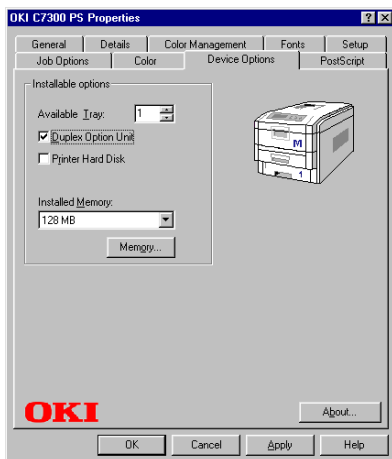 OKI C7300 PS Properties
General Details Color Management Fonts Setup
Job Options Color Device Options PostScript
Installable options
Available Tray: 1
Duplex Option Unit
Printer Hard Disk
Installed Memory:
128 MB
Memory...
M
1
OKI
About...
OK Cancel Apply Help